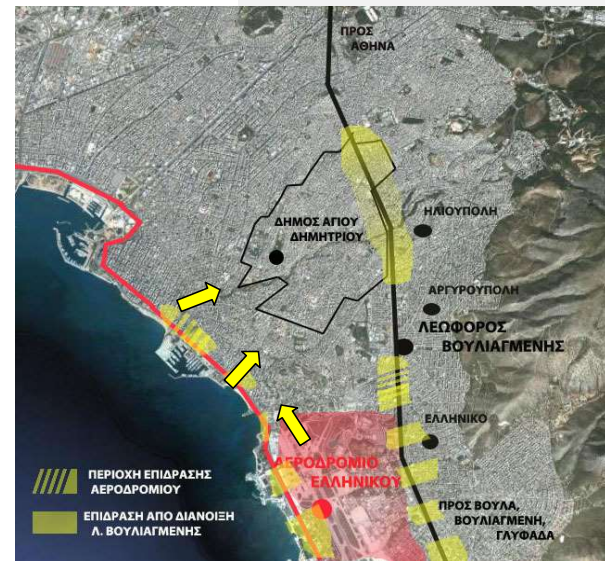 ΠΡΟΣ
ΑΘΗΝΑ
ΔΗΜΟΣ ΑΓΙΟΥ
ΔΗΜΗΤΡΙΟΥ
ΗΛΙΟΥΠΟΛΗ
ΑΡΓΥΡΟΥΠΟΛΗ
ΛΕΩΦΟΡΟΣ
ΒΟΥΛΙΑΓΜΕΝΗΣ
ΕΛΛΗΝΙΚΟ
ΑΕΡΟΔΡΟΜΙΟ
ΕΛΛΗΝΙΚΟΥ
ΠΡΟΣ ΒΟΥΛΑ,
ΒΟΥΛΙΑΓΜΕΝΗ,
ΓΛΥΦΑΔΑ
ΠΕΡΙΟΧΗ ΕΠΙΔΡΑΣΗΣ
ΑΕΡΟΔΡΟΜΙΟΥ
ΕΠΙΔΡΑΣΗ ΑΠΟ ΔΙΑΝΟΙΞΗ
Λ. ΒΟΥΛΙΑΓΜΕΝΗΣ